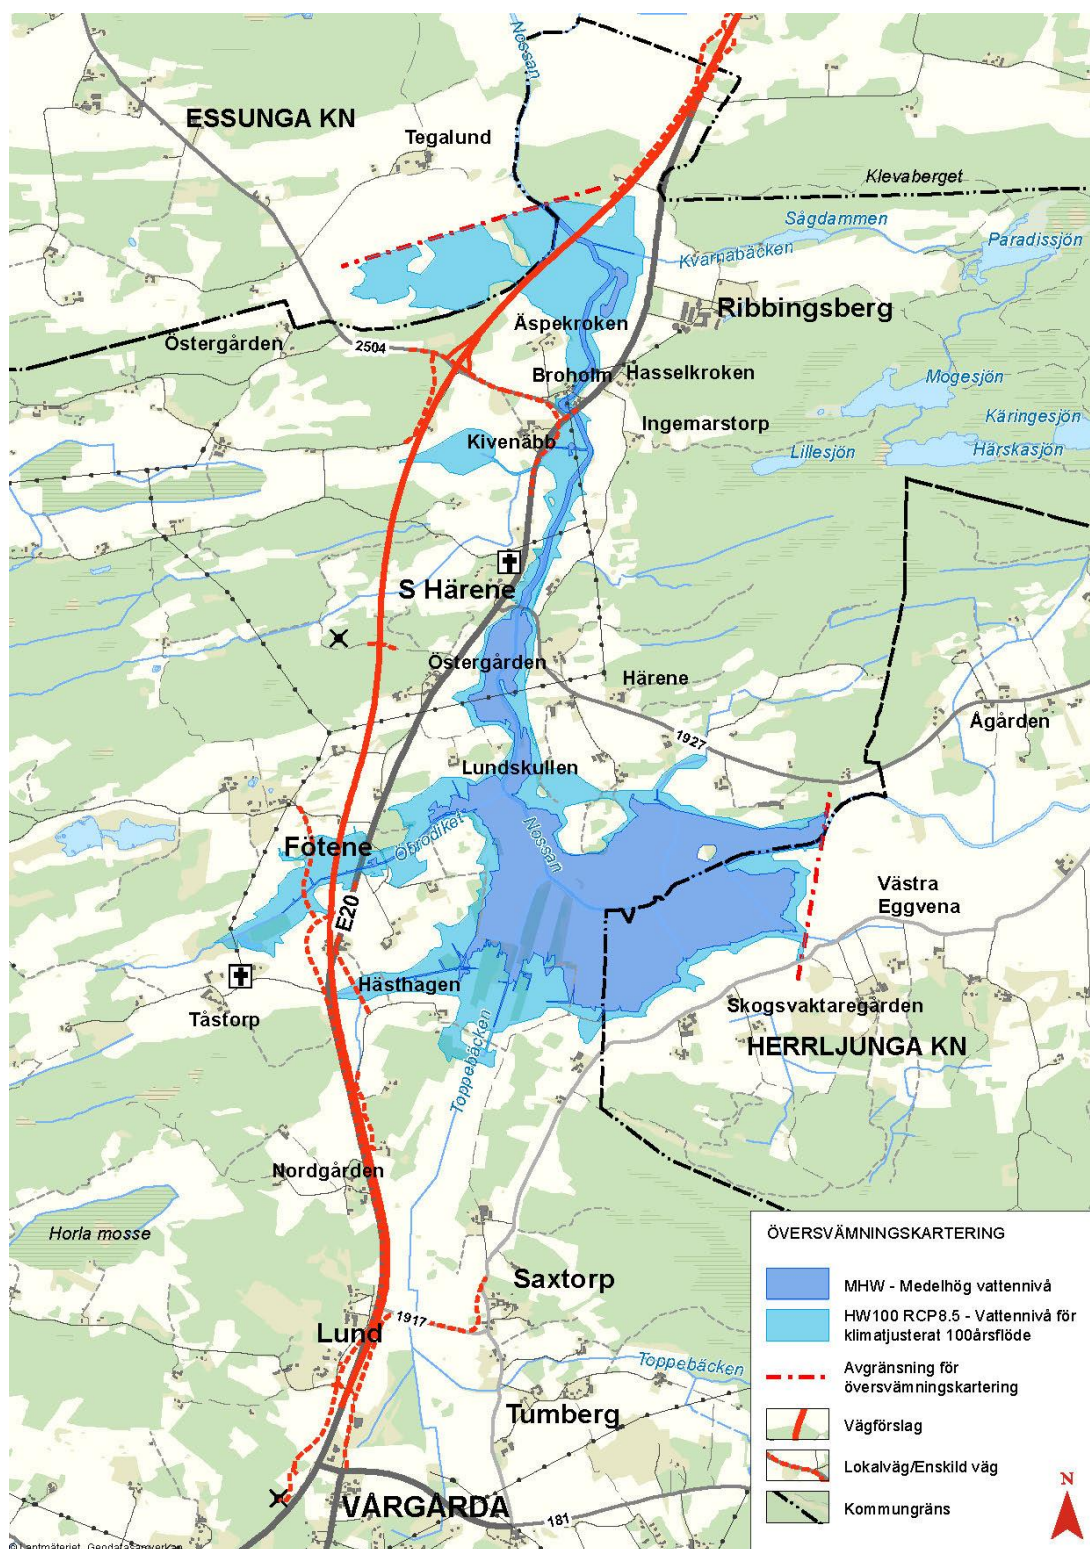 Nossan
ESSUNGA KN
Tegalund
Klevaberget
Sågdammen
Paradissjön
Kvarnabäcken
Ribbingsberg
Äspekroken
Östergården
2504
Broholm
Hasselkroken
Mogesjön
Ingemarstorp
Käringesjön
Kivenäbb
Lillesjön
Härskasjön
S Härene
Östergården
Härene
Ågården
1927
Lundskullen
Fötene
Öbrodiket
Nossan
E20
Västra
Eggvena
Hästhagen
Tåstorp
Skogsvaktaregården
HERRLJUNGA KN
Toppebäcken
Nordgården
Horla mosse
Saxtorp
1917
Lund
Toppebäcken
Tumberg
VÅRGÅRDA
181
ÖVERSVÄMNINGSKARTERING
MHW - Medelhög vattennivå
HW100 RCP8.5 - Vattennivå för
klimatjusterat 100årsflöde
Avgränsning för
översvämningskartering
Vägförslag
Lokalväg/Enskild väg
Kommungräns
N
© Lantmäteriet, Geodatasamverkan